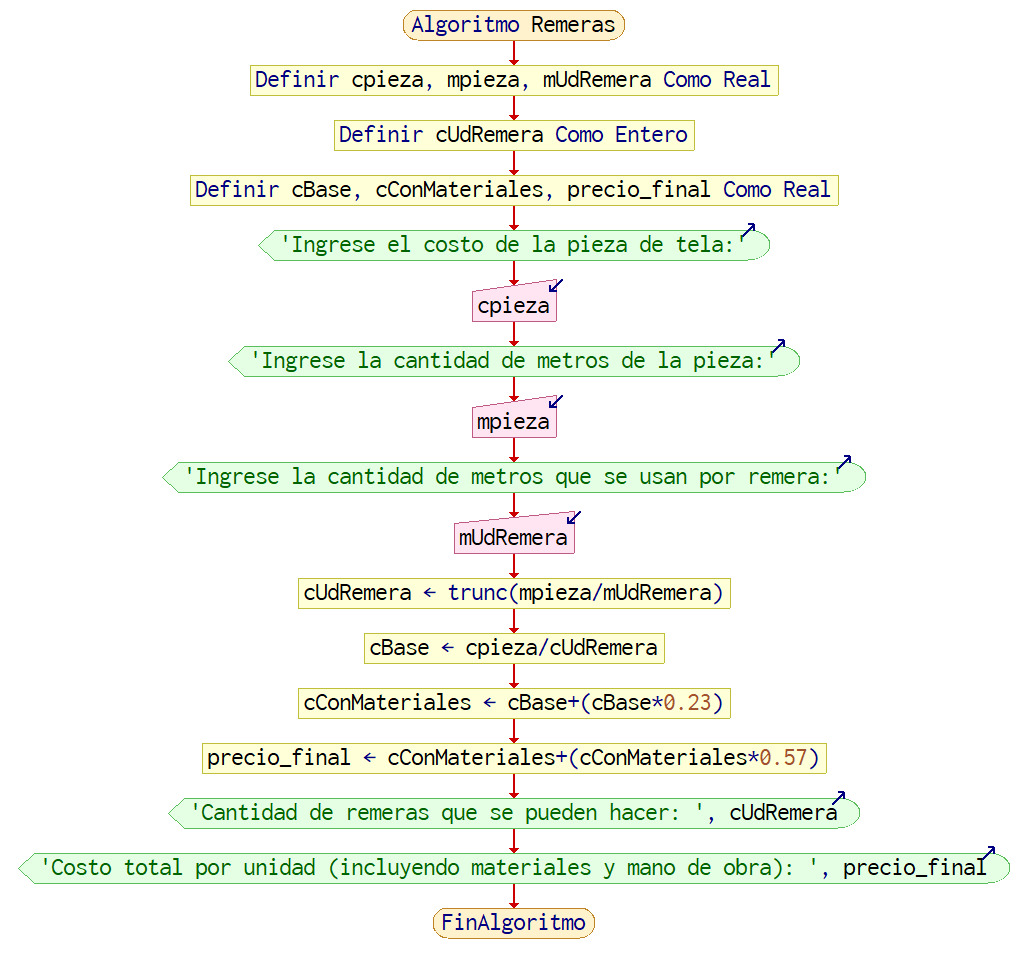 Algoritmo Remeras
Definir cpieza, mpieza, mUdRemera Como Real
Definir cUdRemera Como Entero
Definir cBase, cConMateriales, precio_final Como Real
'Ingrese el costo de la pieza de tela:'
cpieza
'Ingrese la cantidad de metros de la pieza:'
mpieza
'Ingrese la cantidad de metros que se usan por remera:'
mUdRemera
cUdRemera ← trunc(mpieza/mUdRemera)
cBase ← cpieza/cUdRemera
cConMateriales ← cBase+(cBase*0.23)
precio_final ← cConMateriales+(cConMateriales*0.57)
'Cantidad de remeras que se pueden hacer: ', cUdRemera
'Costo total por unidad (incluyendo materiales y mano de obra): ', precio_final
FinAlgoritmo